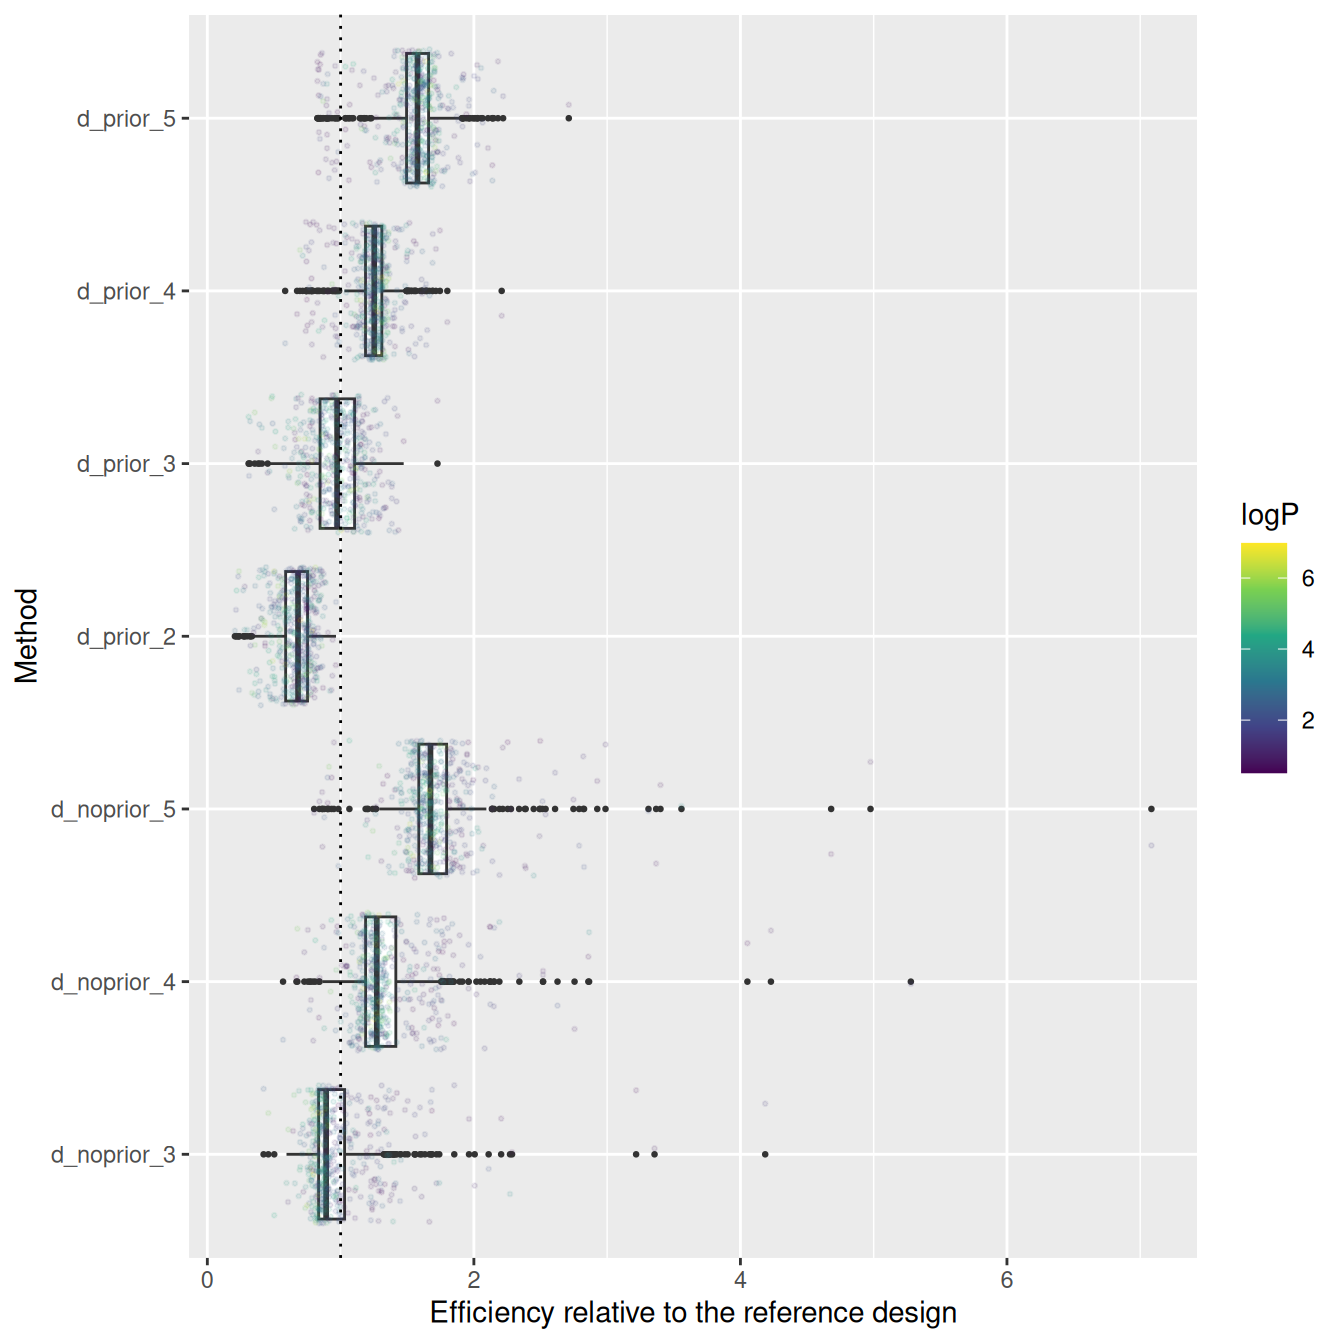 d_prior_5
d_prior_4
d_prior_3
d_prior_2
d_noprior_5
d_noprior_4
d_noprior_3
Method
0
2
4
6
Efficiency relative to the reference design
logP
6
4
2